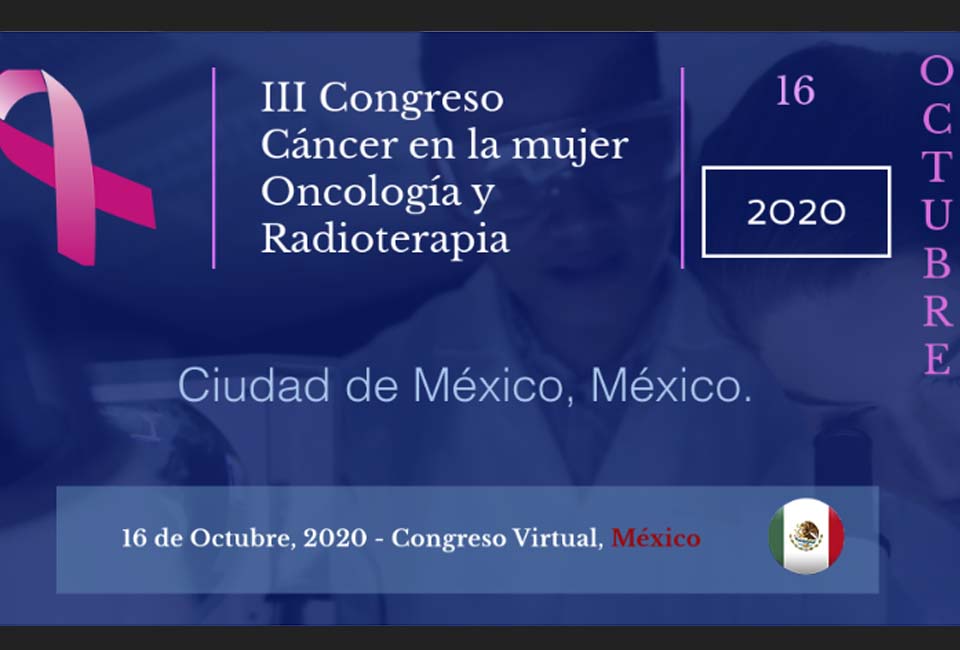 III Congreso
Cáncer en la mujer
Oncología y
Radioterapia
16
2020
OCTUBRE
Ciudad de México, México.
16 de Octubre, 2020 - Congreso Virtual, México